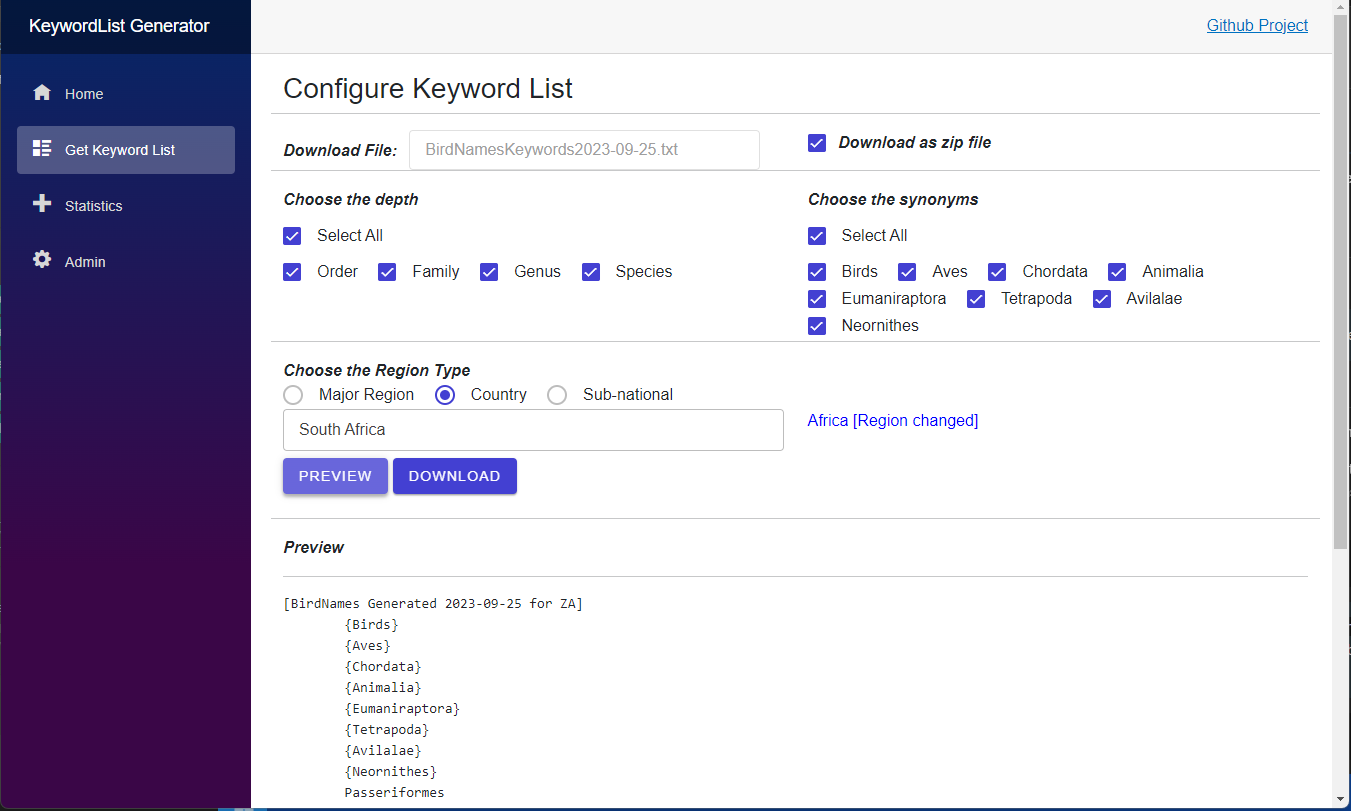 KeywordList Generator
Github Project
Home
Get Keyword List
Statistics
Admin
Configure Keyword List
Download File: BirdNamesKeywords2023-09-25.txt
Download as zip file
Choose the depth
Select All
Order Family Genus Species
Choose the synonyms
Select All
Birds Aves Chordata Animalia
Eumaniraptora Tetrapoda Avilalae
Neornithes
Choose the Region Type
Major Region Country Sub-national
South Africa
Africa [Region changed]
PREVIEW DOWNLOAD
Preview
[BirdNames Generated 2023-09-25 for ZA]
{Birds}
{Aves}
{Chordata}
{Animalia}
{Eumaniraptora}
{Tetrapoda}
{Avilalae}
{Neornithes}
Passeriformes